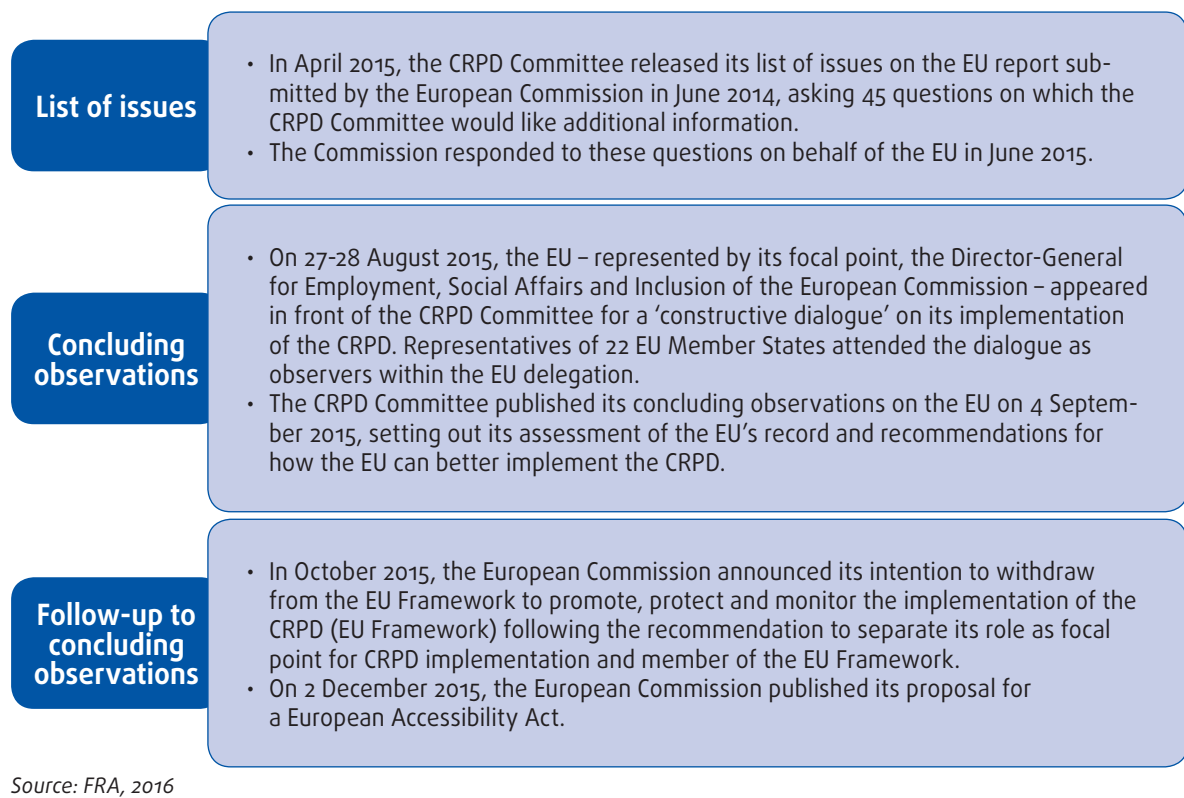 List of issues
• In April 2015, the CRPD Committee released its list of issues on the EU report sub-
mitted by the European Commission in June 2014, asking 45 questions on which the
CRPD Committee would like additional information.
• The Commission responded to these questions on behalf of the EU in June 2015.
Concluding
observations
• On 27-28 August 2015, the EU – represented by its focal point, the Director-General
for Employment, Social Affairs and Inclusion of the European Commission – appeared
in front of the CRPD Committee for a ‘constructive dialogue’ on its implementation
of the CRPD. Representatives of 22 EU Member States attended the dialogue as
observers within the EU delegation.
• The CRPD Committee published its concluding observations on the EU on 4 Septem-
ber 2015, setting out its assessment of the EU’s record and recommendations for
how the EU can better implement the CRPD.
Follow-up to
concluding
observations
• In October 2015, the European Commission announced its intention to withdraw
from the EU Framework to promote, protect and monitor the implementation of the
CRPD (EU Framework) following the recommendation to separate its role as focal
point for CRPD implementation and member of the EU Framework.
• On 2 December 2015, the European Commission published its proposal for
a European Accessibility Act.
Source: FRA, 2016